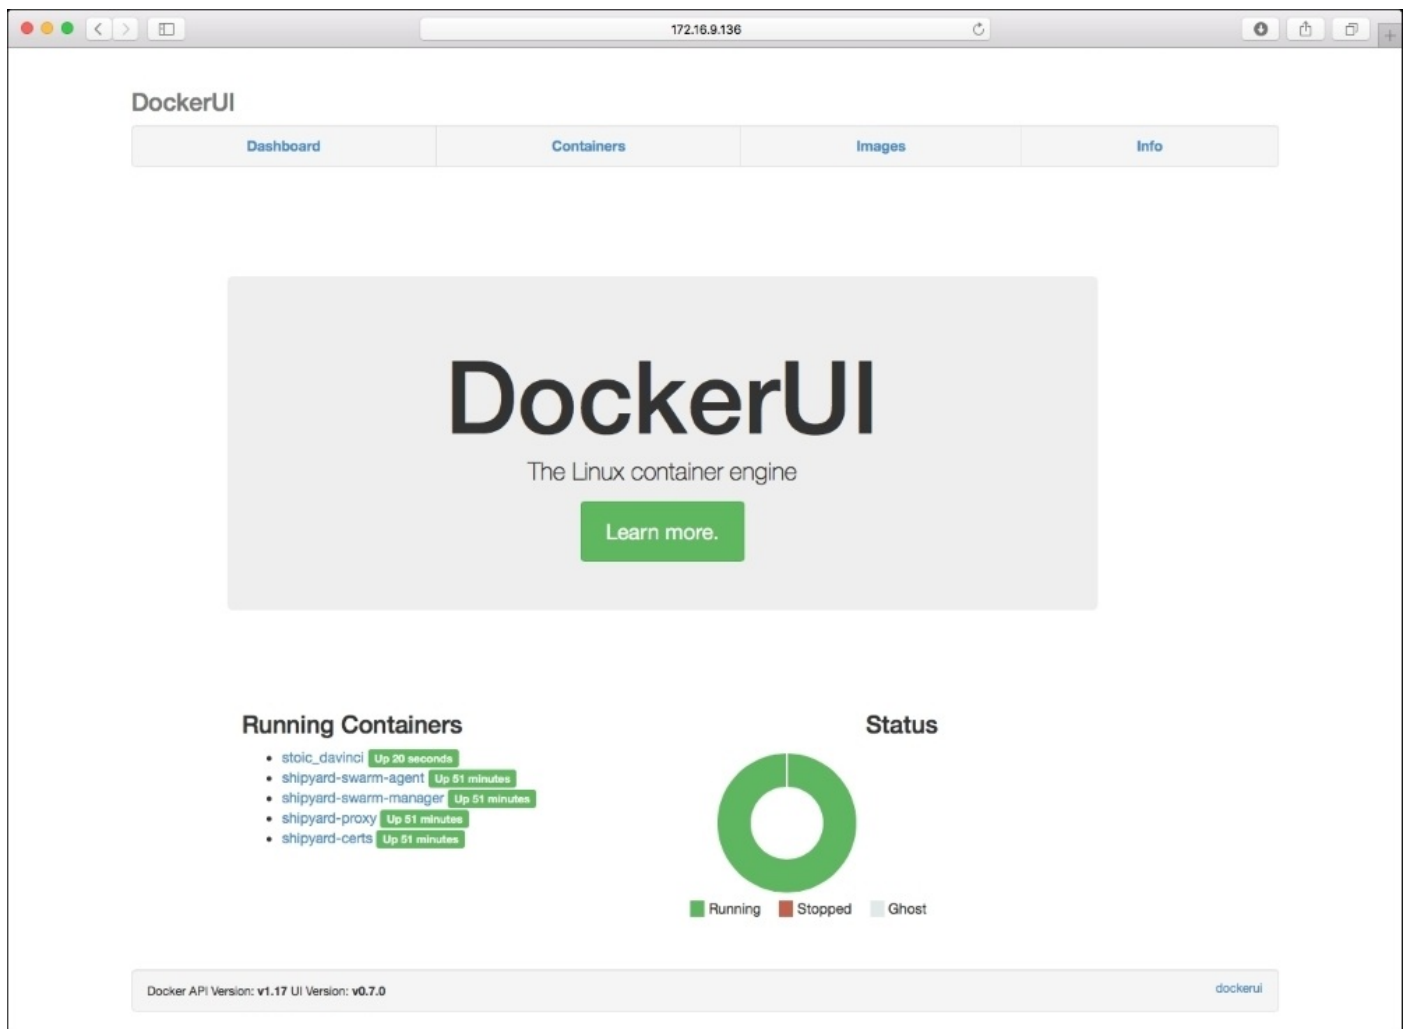 172.16.9.136
DockerUI
Dashboard Containers Images Info
DockerUI
The Linux container engine
Learn more.
Running Containers
stoic_davinci Up 20 seconds
shipyard-swarm-agent Up 51 minutes
shipyard-swarm-manager Up 51 minutes
shipyard-proxy Up 51 minutes
shipyard-certs Up 51 minutes
Status
Running Stopped Ghost
Docker API Version: v1.17 UI Version: v0.7.0 dockerui